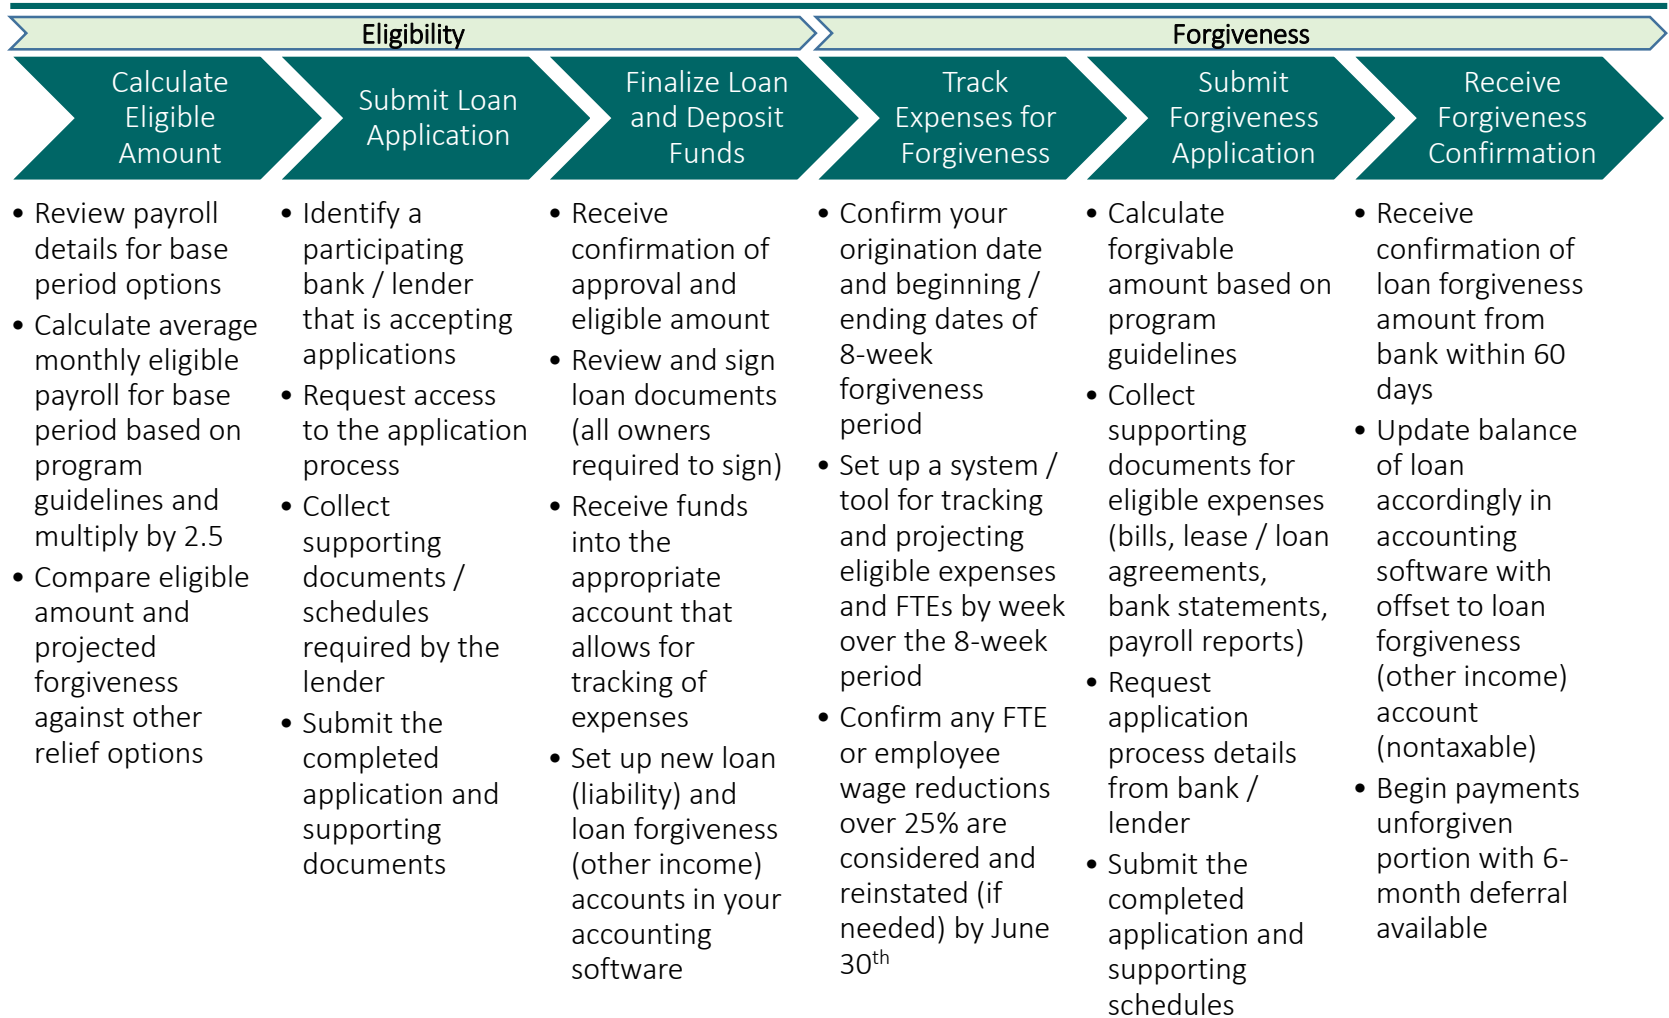 Eligibility
Forgiveness
Calculate
Eligible
Amount
Submit Loan
Application
Finalize Loan
and Deposit
Funds
Track
Expenses for
Forgiveness
Submit
Forgiveness
Application
Receive
Forgiveness
Confirmation
• Review payroll
details for base
period options
• Calculate average
monthly eligible
payroll for base
period based on
program
guidelines and
multiply by 2.5
• Compare eligible
amount and
projected
forgiveness
against other
relief options
• Identify a
participating
bank / lender
that is accepting
applications
• Request access
to the application
process
• Collect
supporting
documents /
schedules
required by the
lender
• Submit the
completed
application and
supporting
documents
• Receive
confirmation of
approval and
eligible amount
• Review and sign
loan documents
(all owners
required to sign)
• Receive funds
into the
appropriate
account that
allows for
tracking of
expenses
• Set up new loan
(liability) and
loan forgiveness
(other income)
accounts in your
accounting
software
• Confirm your
origination date
and beginning /
ending dates of
8-week
forgiveness
period
• Set up a system /
tool for tracking
and projecting
eligible expenses
and FTEs by week
over the 8-week
period
• Confirm any FTE
or employee
wage reductions
over 25% are
considered and
reinstated (if
needed) by June
30th
• Calculate
forgivable
amount based on
program
guidelines
• Collect
supporting
documents for
eligible expenses
(bills, lease / loan
agreements,
bank statements,
payroll reports)
• Request
application
process details
from bank /
lender
• Submit the
completed
application and
supporting
schedules
• Receive
confirmation of
loan forgiveness
amount from
bank within 60
days
• Update balance
of loan
accordingly in
accounting
software with
offset to loan
forgiveness
(other income)
account
(nontaxable)
• Begin payments
unforgiven
portion with 6-
month deferral
available